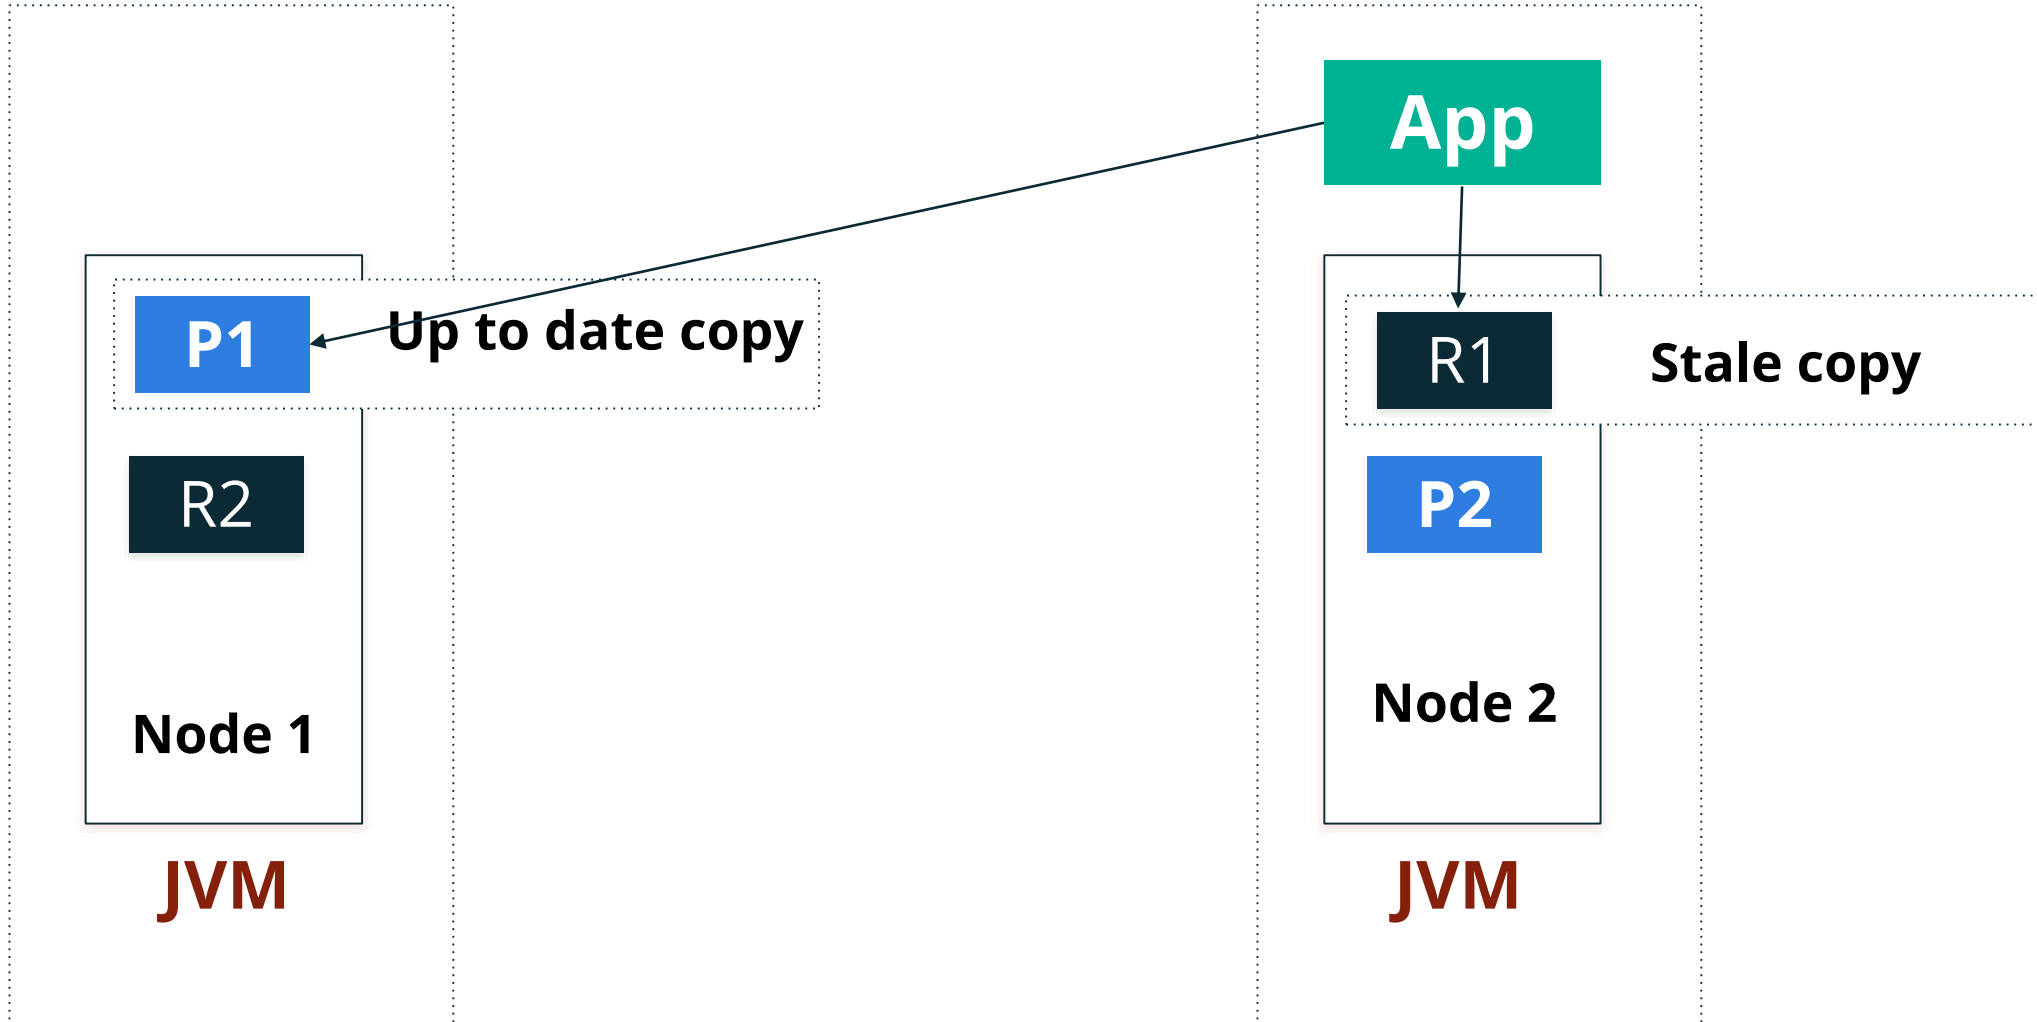 App
P1
Up to date copy
R1
Stale copy
R2
P2
Node 1
Node 2
JVM
JVM